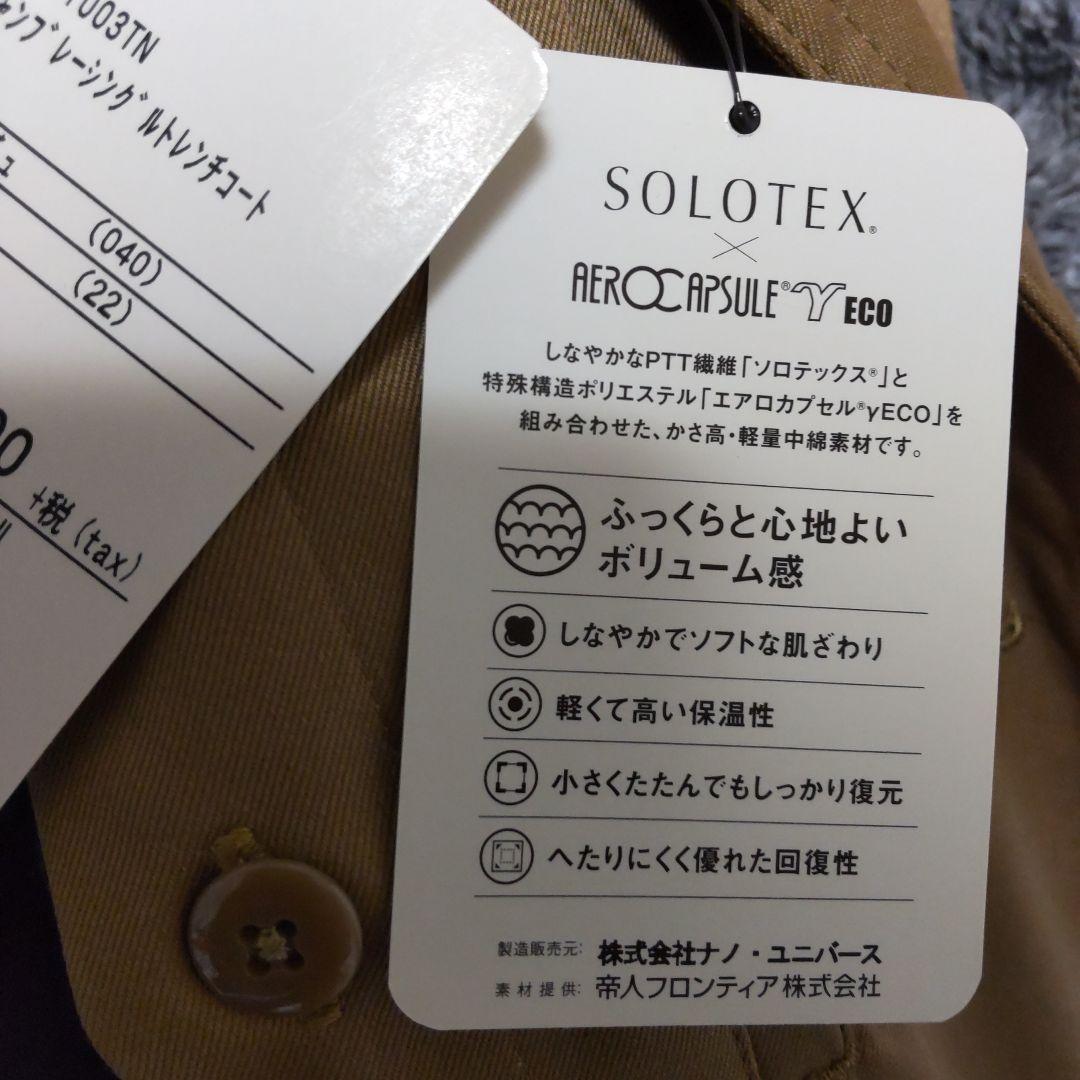 003TN
ンブレーシングルトレンチコート
(040)
(22)
+税(tax)
SOLOTEX®
×
AEROCAPSULE®γECO
しなやかなPTT繊維「ソロテックス®」と
特殊構造ポリエステル「エアロカプセル®γECO」を
組み合わせた、かさ高・軽量中綿素材です。
ふっくらと心地よい
ボリューム感
しなやかでソフトな肌ざわり
軽くて高い保温性
小さくたたんでもしっかり復元
へたりにくく優れた回復性
製造販売元: 株式会社ナノ・ユニバース
素材提供: 帝人フロンティア株式会社